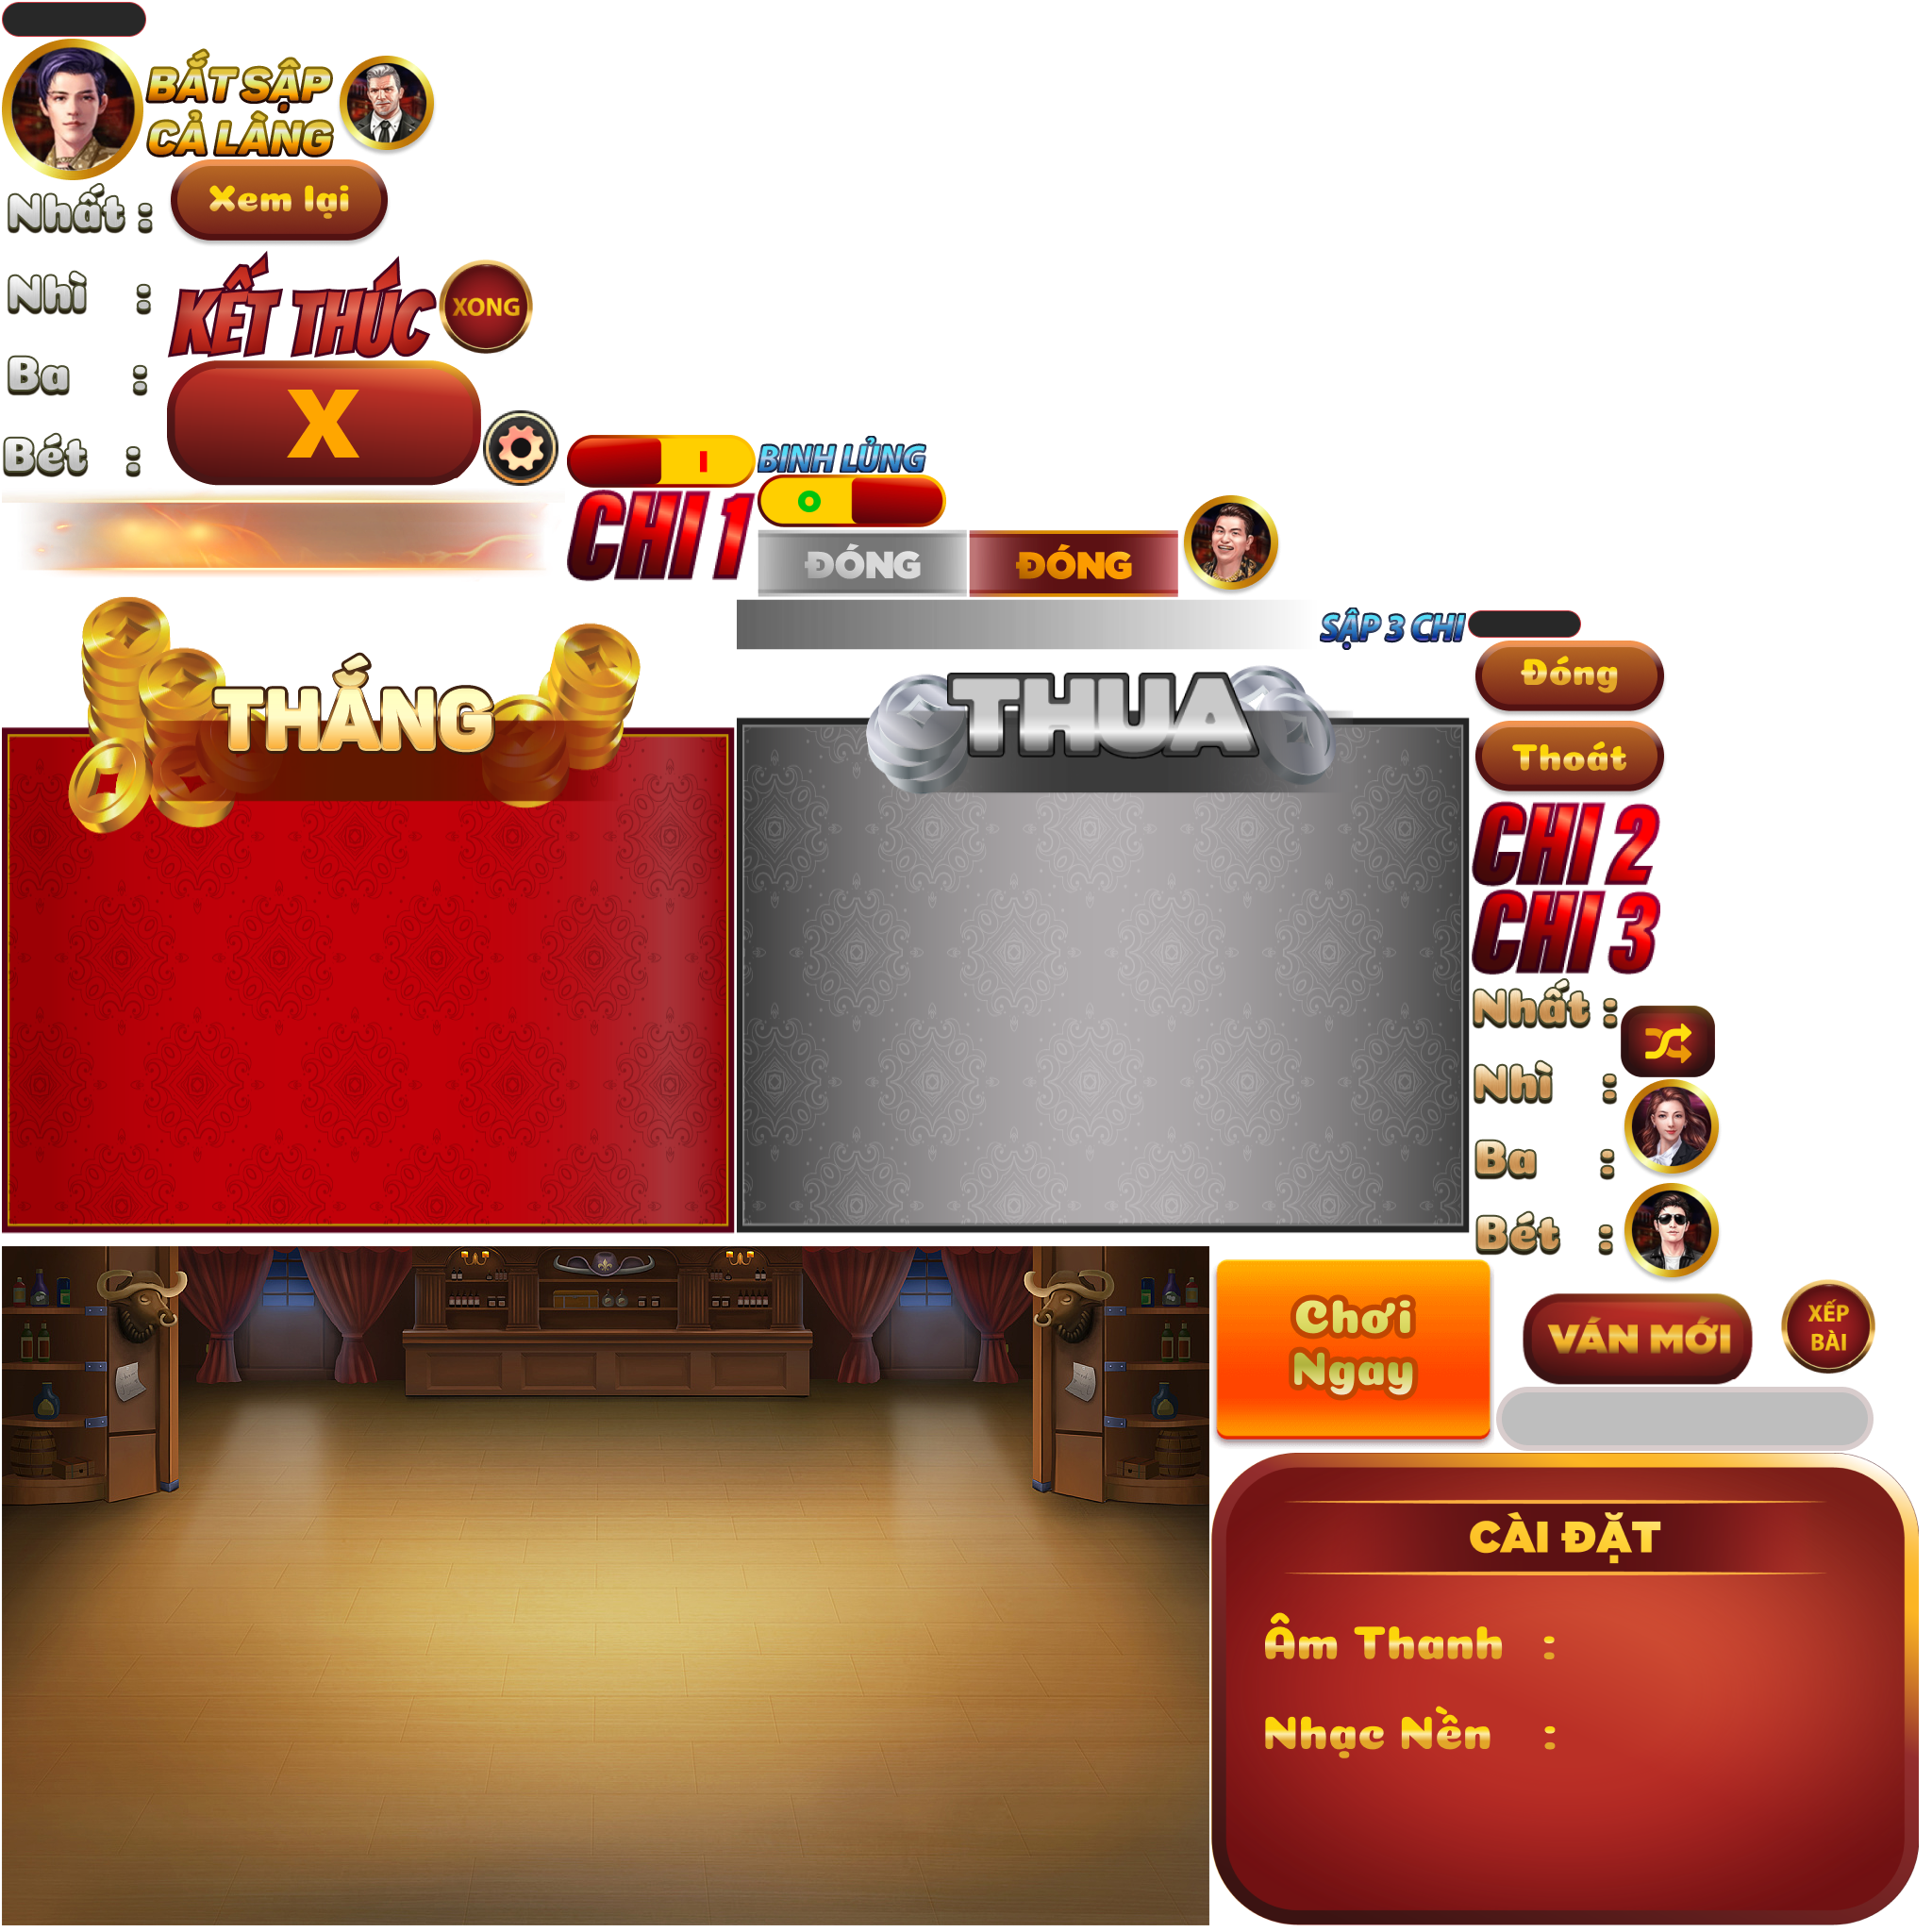 BẮT SẬP
CẢ LÀNG
Nhất :
Xem lại
Nhì :
KẾT THÚC
XONG
Ba :
X
Bét :
I
BINH LỦNG
O
CHI 1
ĐÓNG
ĐÓNG
SẬP 3 CHI
THẮNG
THUA
Đóng
Thoát
CHI 2
CHI 3
Nhất :
Nhì :
Ba :
Bét :
Chơi
Ngay
VÁN MỚI
XẾP
BÀI
CÀI ĐẶT
Âm Thanh :
Nhạc Nền :